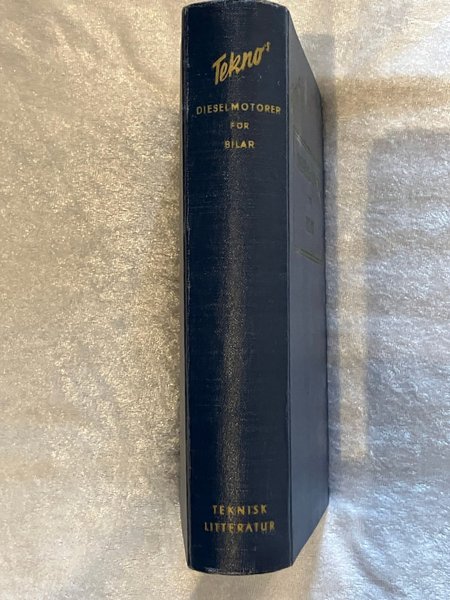 Tekno's
DIESELMOTORER
FÖR
BILAR
TEKNISK
LITTERATUR